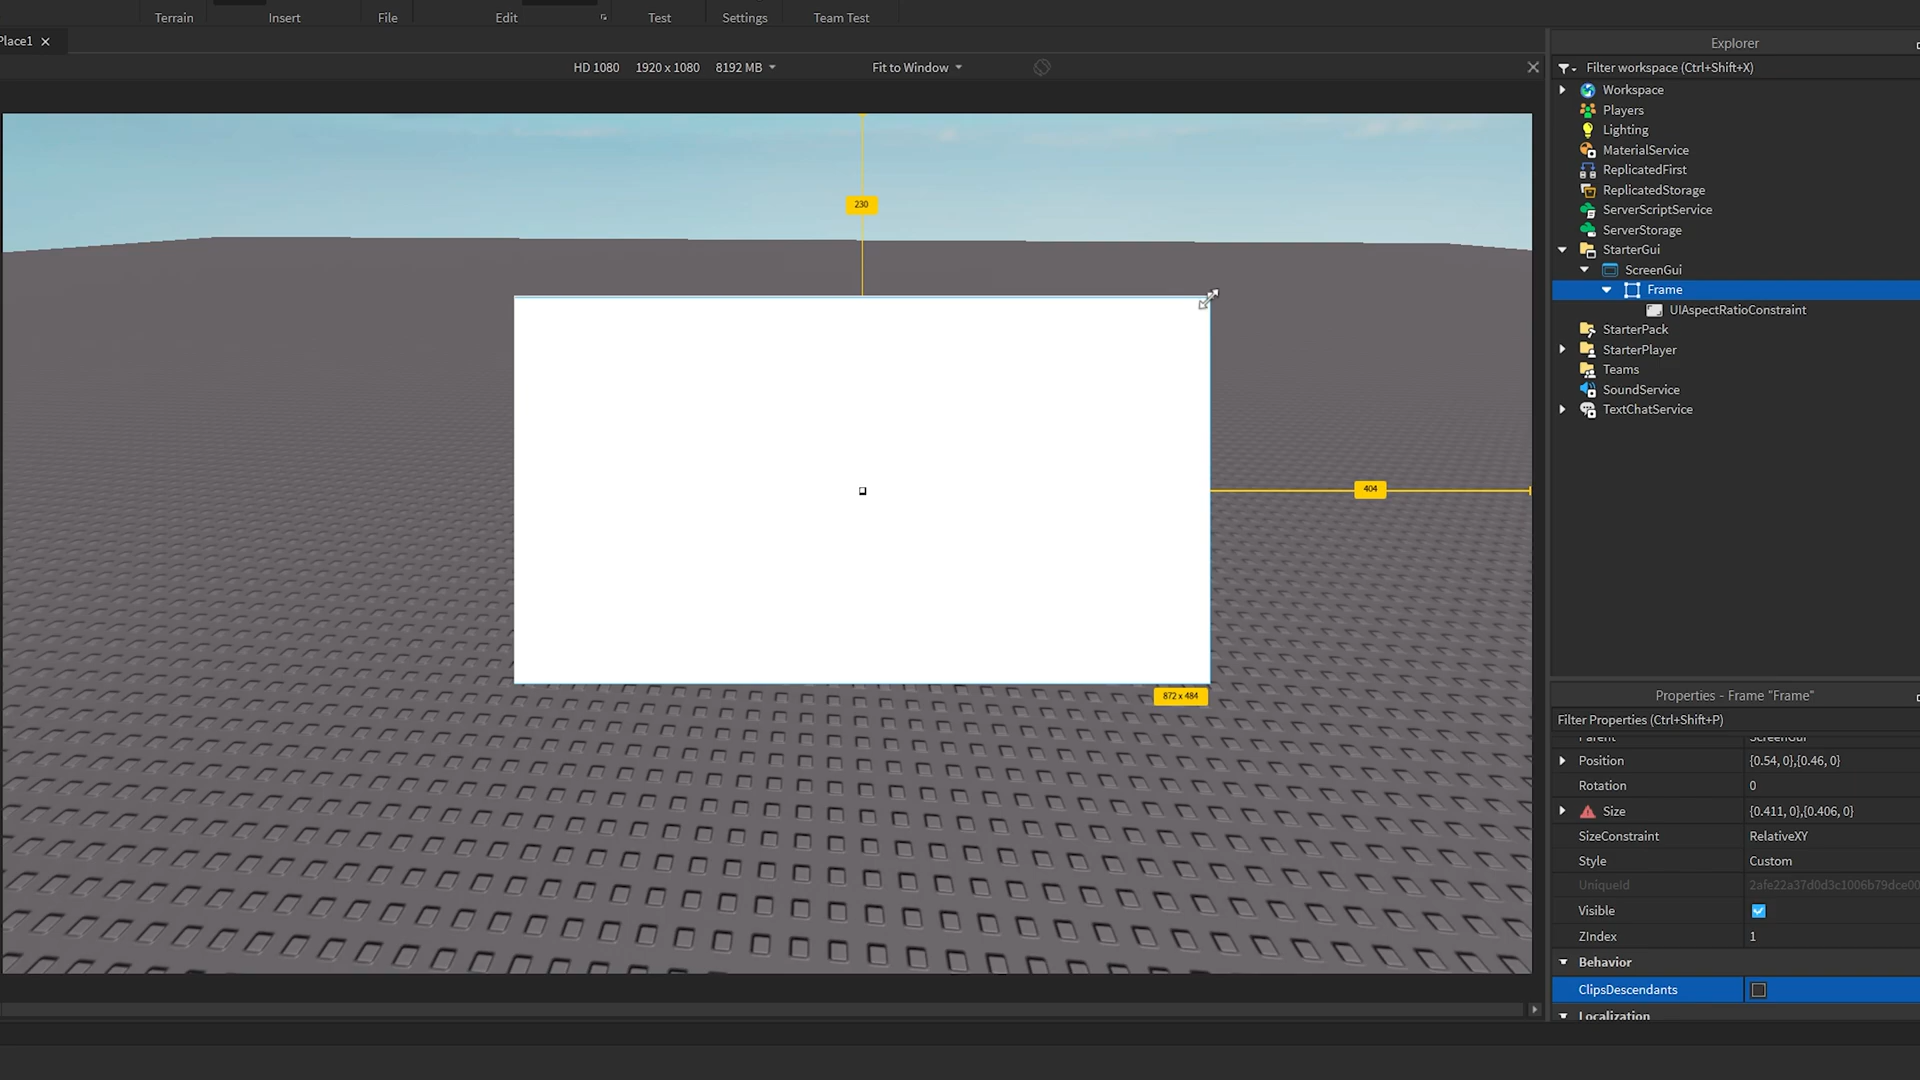 Terrain
Insert
File
Edit
Test
Settings
Team Test
Place1
HD 1080 1920 x 1080 8192 MB
Fit to Window
230
404
872 x 484
Explorer
Filter workspace (Ctrl+Shift+X)
Workspace
Players
Lighting
MaterialService
ReplicatedFirst
ReplicatedStorage
ServerScriptService
ServerStorage
StarterGui
ScreenGui
Frame
UIAspectRatioConstraint
StarterPack
StarterPlayer
Teams
SoundService
TextChatService
Properties - Frame "Frame"
Filter Properties (Ctrl+Shift+P)
Parent ScreenGui
Position {0.54, 0},{0.46, 0}
Rotation 0
Size {0.411, 0},{0.406, 0}
SizeConstraint RelativeXY
Style Custom
UniqueId 2afe22a37d0d3c1006b79dce00
Visible
ZIndex 1
Behavior
ClipsDescendants
Localization